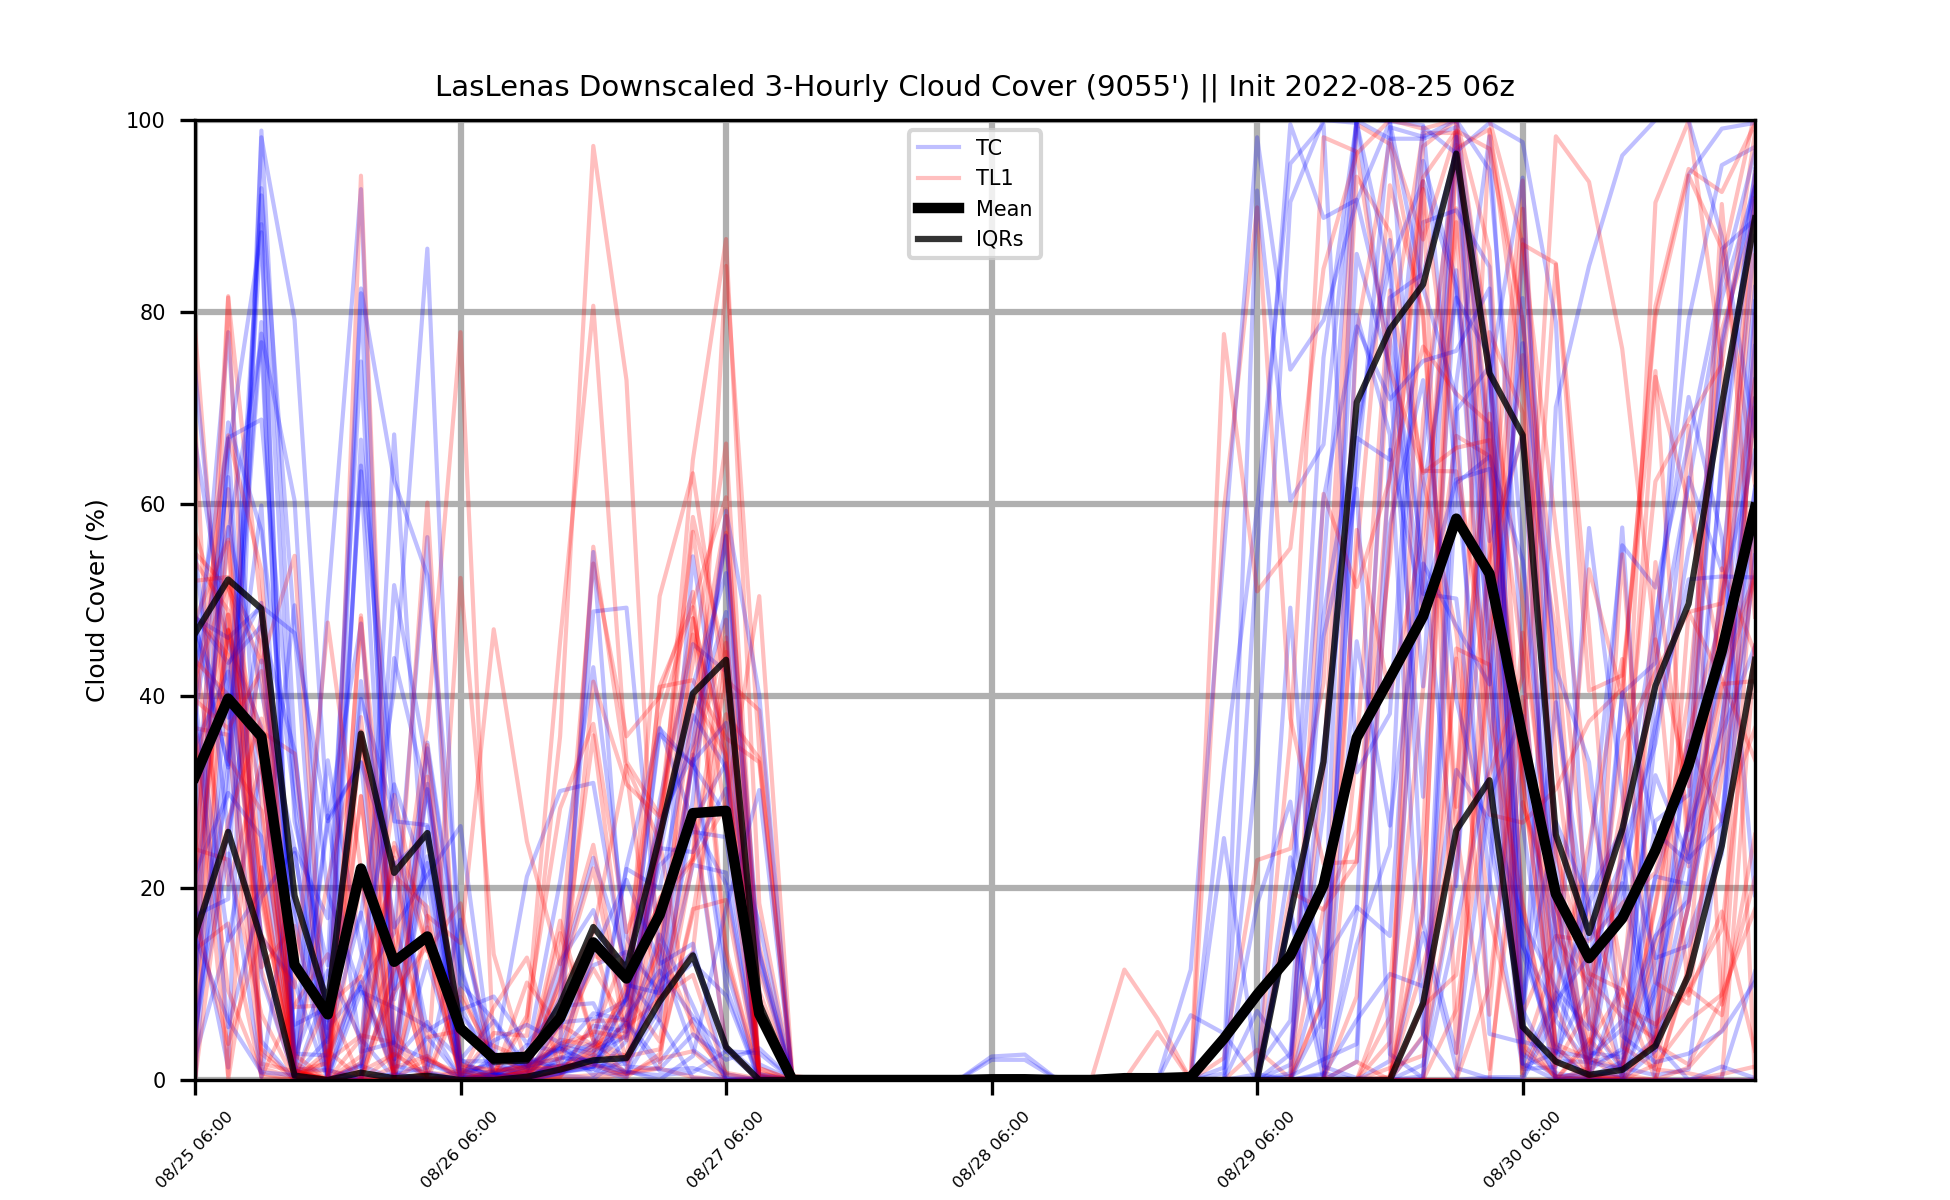 LasLenas Downscaled 3-Hourly Cloud Cover (9055') || Init 2022-08-25 06z
TC
TL1
Mean
IQRs
Cloud Cover (%)
100
80
60
40
20
0
08/25 06:00
08/26 06:00
08/27 06:00
08/28 06:00
08/29 06:00
08/30 06:00